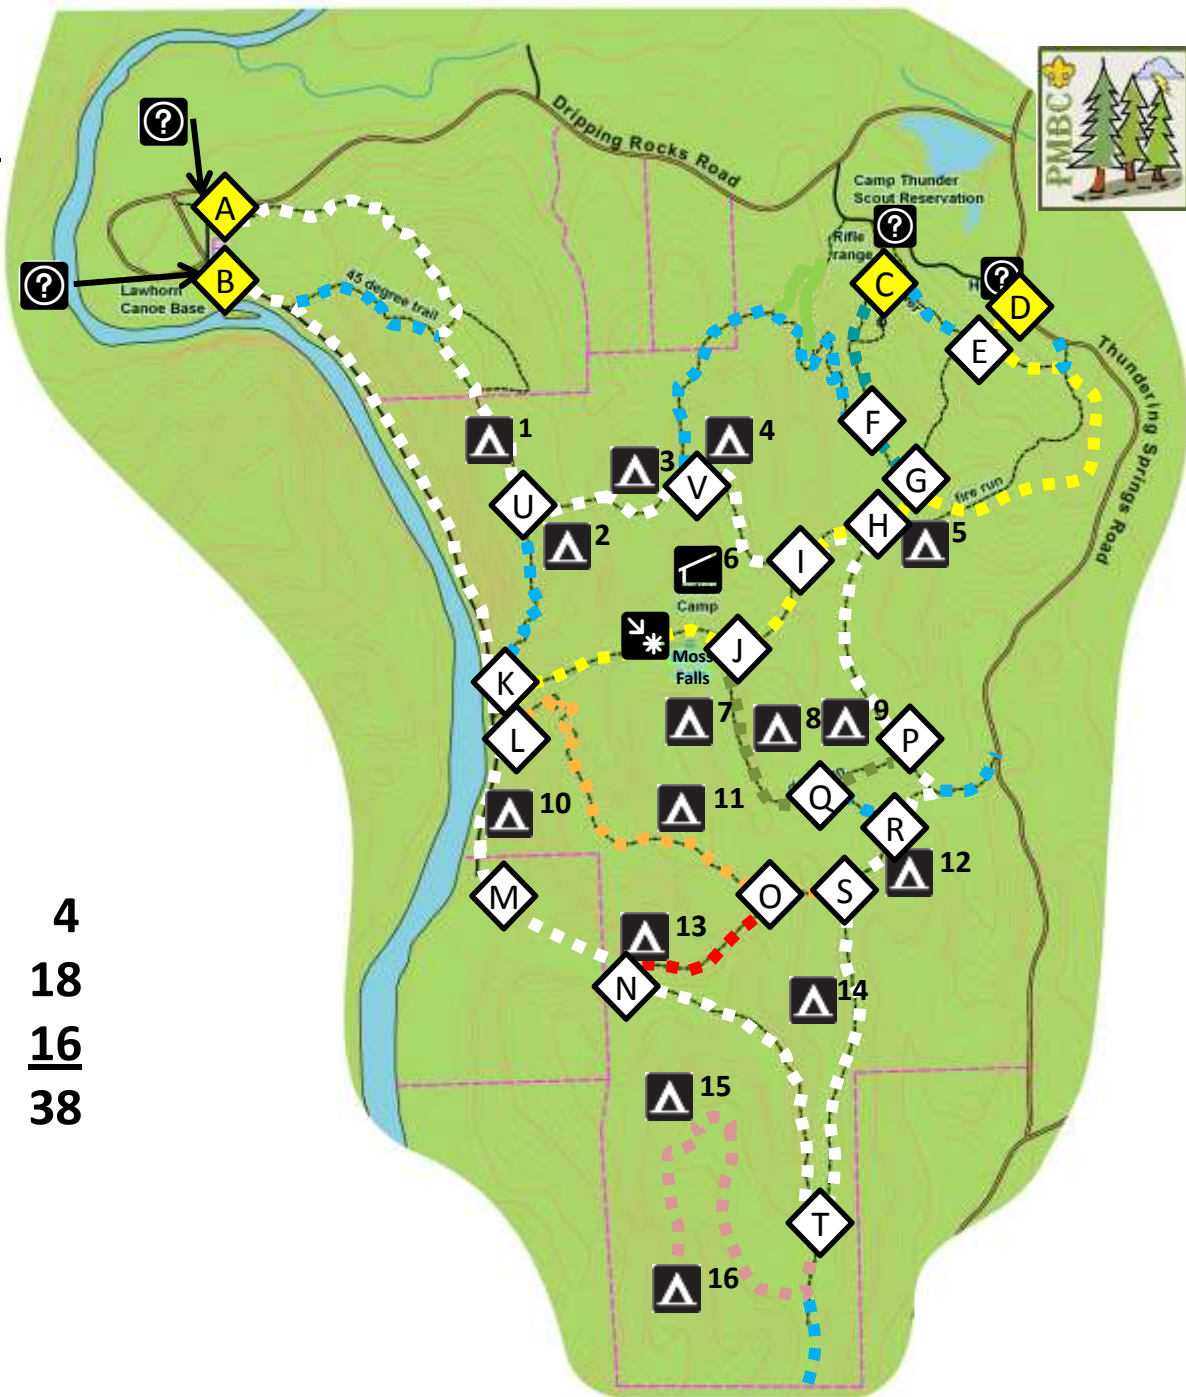 Dripping Rocks Road
PMBC
?
A
Camp Thunder
Scout Reservation
?
Rifle
range
?
B
?
Lawhorn
Canoe Base
45 degree trail
C
H
D
E
Thundering Springs Road
F
1
3
4
V
G
fire run
U
2
H
5
I
6
Camp
J
Moss
Falls
K
L
7
8
9
P
Q
10
11
R
12
M
O
S
13
N
14
4
18
16
38
15
T
16